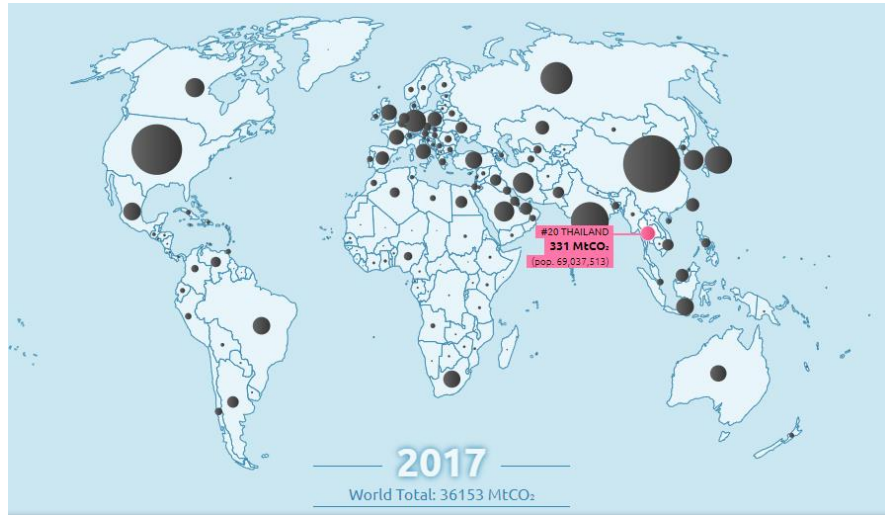 #20 THAILAND
331 MtCO₂
(pop. 69,037,513)
2017
World Total: 36153 MtCO₂